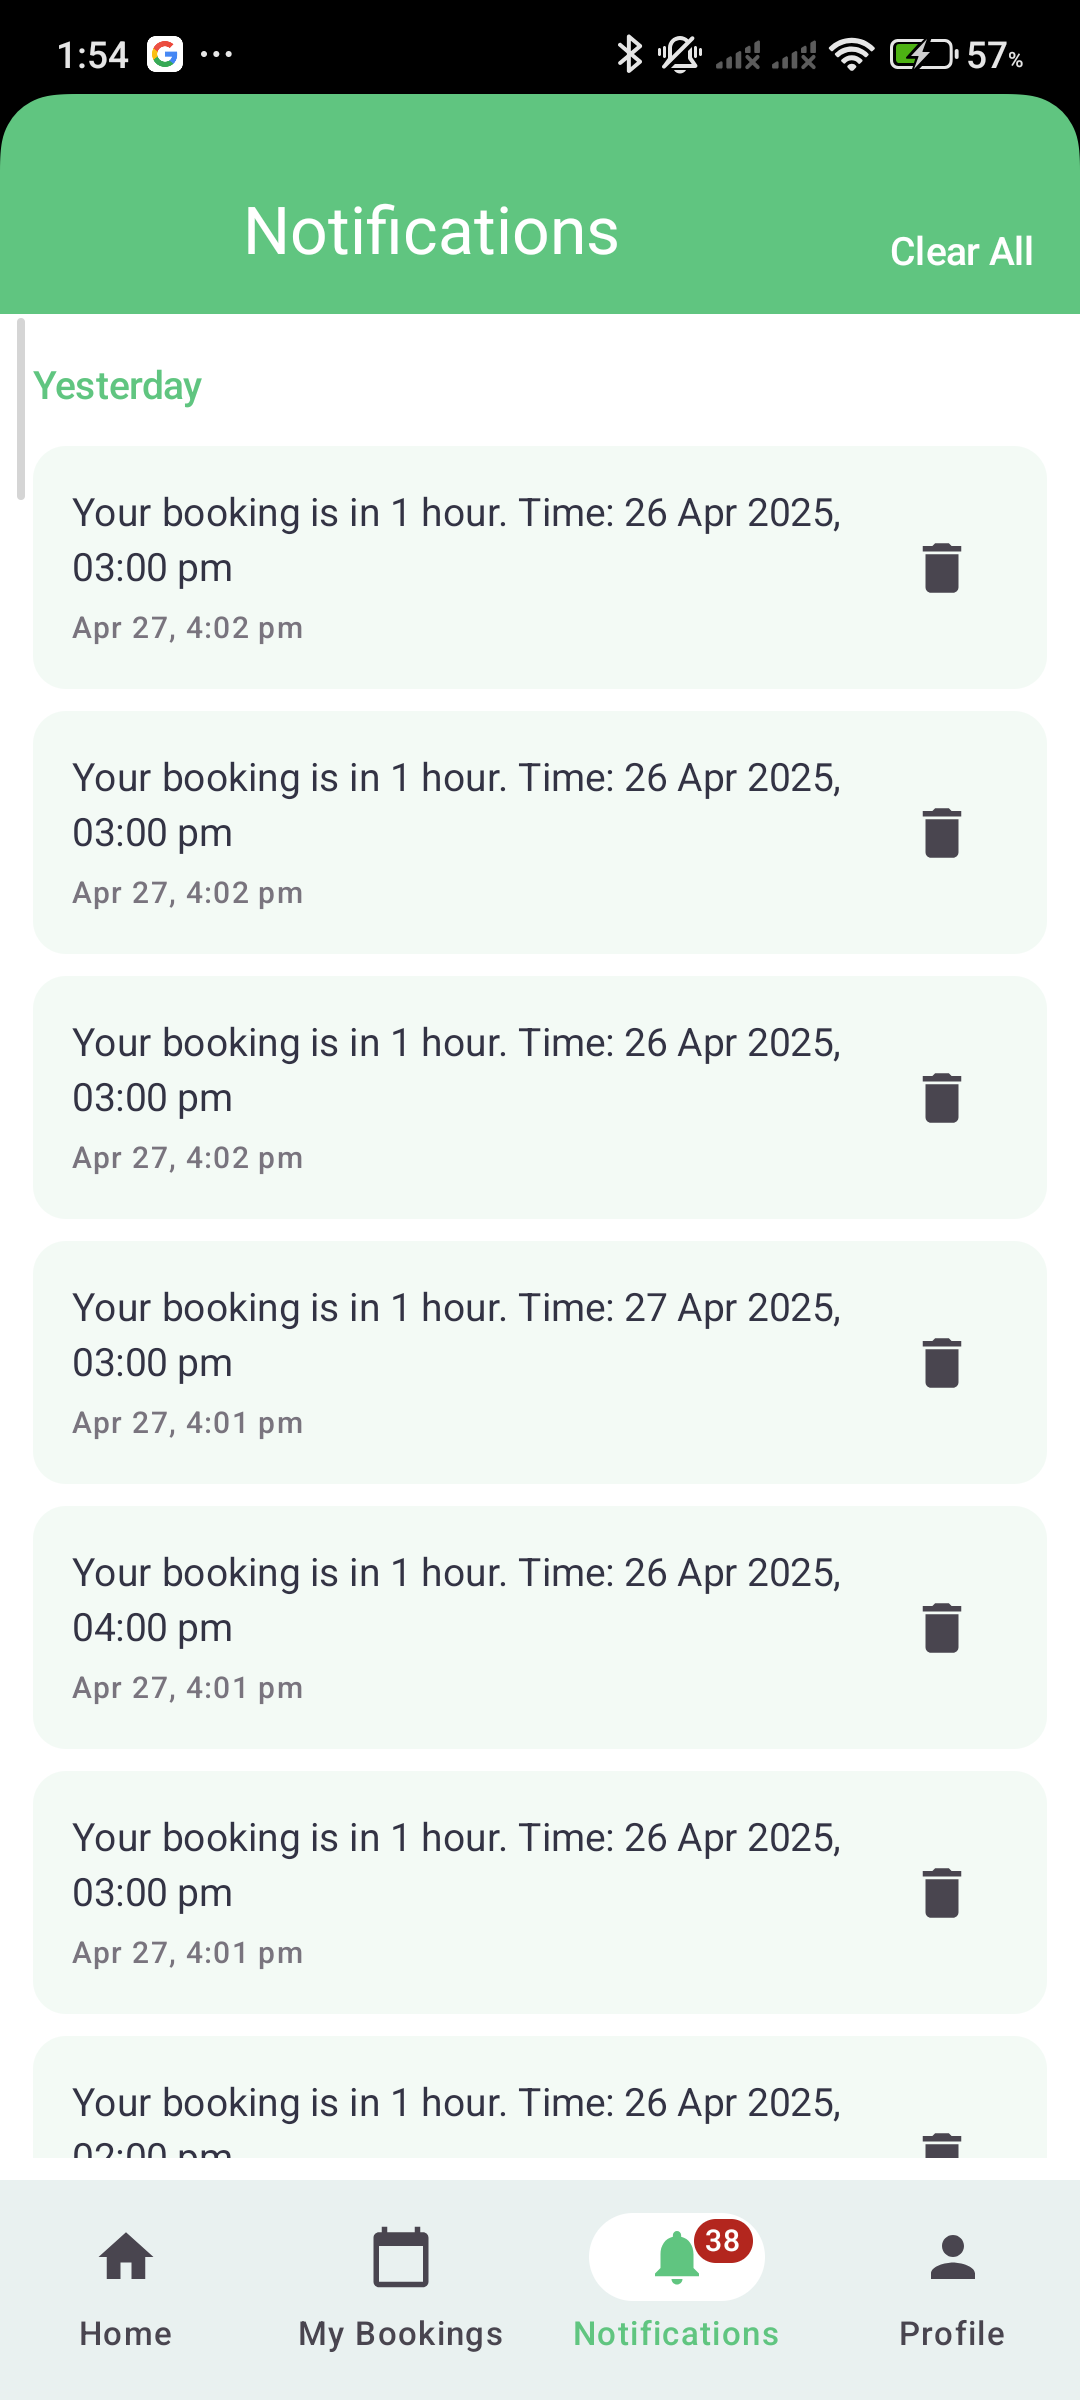 1:54
57%
Notifications
Clear All
Yesterday
Your booking is in 1 hour. Time: 26 Apr 2025,
03:00 pm
Apr 27, 4:02 pm
Your booking is in 1 hour. Time: 26 Apr 2025,
03:00 pm
Apr 27, 4:02 pm
Your booking is in 1 hour. Time: 26 Apr 2025,
03:00 pm
Apr 27, 4:02 pm
Your booking is in 1 hour. Time: 27 Apr 2025,
03:00 pm
Apr 27, 4:01 pm
Your booking is in 1 hour. Time: 26 Apr 2025,
04:00 pm
Apr 27, 4:01 pm
Your booking is in 1 hour. Time: 26 Apr 2025,
03:00 pm
Apr 27, 4:01 pm
Your booking is in 1 hour. Time: 26 Apr 2025,
38
Home
My Bookings
Notifications
Profile